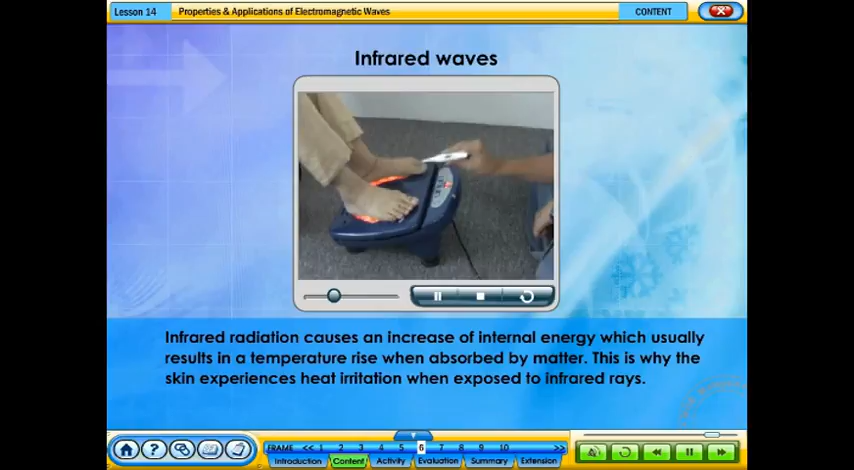 Lesson 14
Properties & Applications of Electromagnetic Waves
CONTENT
Infrared waves
Infrared radiation causes an increase of internal energy which usually
results in a temperature rise when absorbed by matter. This is why the
skin experiences heat irritation when exposed to infrared rays.
FRAME << 1 2 3 4 5 6 7 8 9 10 >>
Introduction Content Activity Evaluation Summary Extension